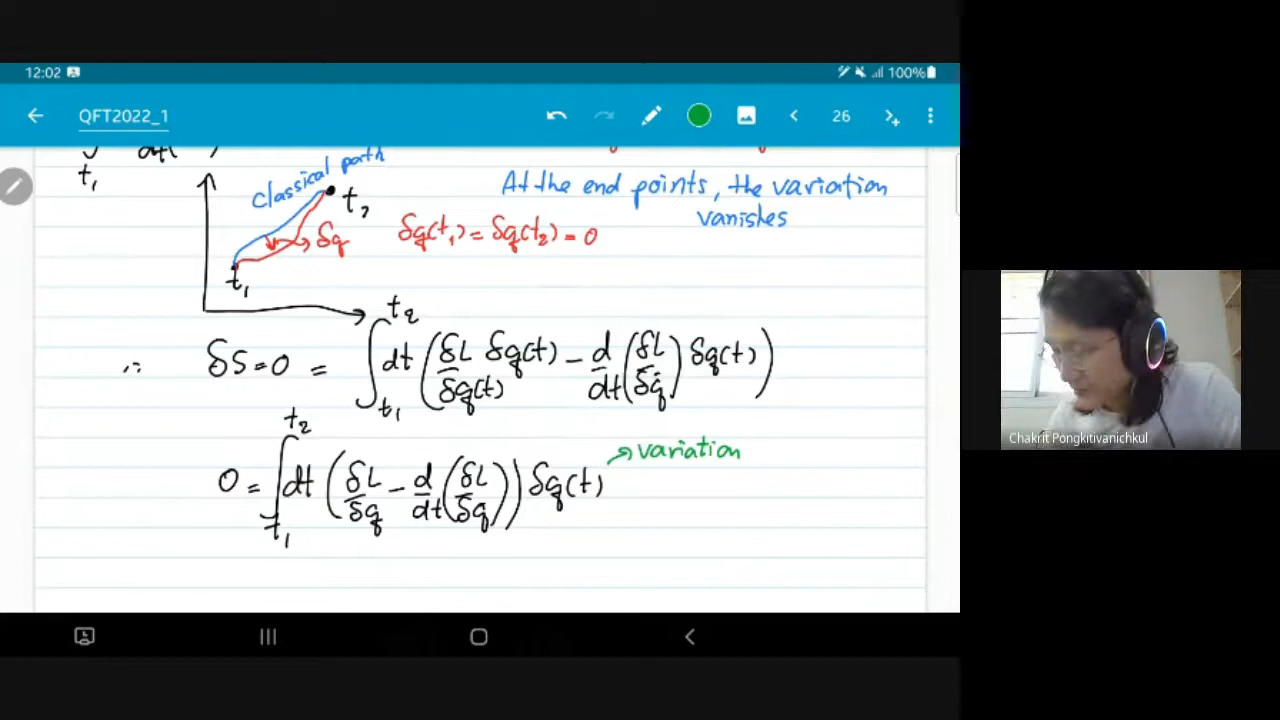 12:02 100%
QFT2022_1 26
t₁ dt
classical path
t₂
At the end points, the variation
vanishes
δq
δq(t₁) = δq(t₂) = 0
t₁
∴ δS = 0 = ∫_{t₁}^{t₂} dt (δL/δq(t) δq(t) − d/dt (δL/δq̇) δq(t))
→ variation
0 = ∫_{t₁}^{t₂} dt (δL/δq − d/dt (δL/δq̇)) δq(t)
Chakrit Pongkitivanichkul